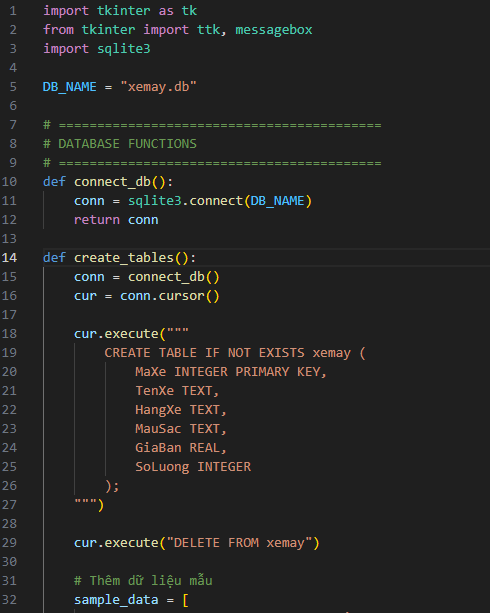 1 import tkinter as tk
2 from tkinter import ttk, messagebox
3 import sqlite3
4
5 DB_NAME = "xemay.db"
6
7 # ==========================================
8 # DATABASE FUNCTIONS
9 # ==========================================
10 def connect_db():
11     conn = sqlite3.connect(DB_NAME)
12     return conn
13
14 def create_tables():
15     conn = connect_db()
16     cur = conn.cursor()
17
18     cur.execute("""
19         CREATE TABLE IF NOT EXISTS xemay (
20             MaXe INTEGER PRIMARY KEY,
21             TenXe TEXT,
22             HangXe TEXT,
23             MauSac TEXT,
24             GiaBan REAL,
25             SoLuong INTEGER
26         );
27     """)
28
29     cur.execute("DELETE FROM xemay")
30
31     # Thêm dữ liệu mẫu
32     sample_data = [